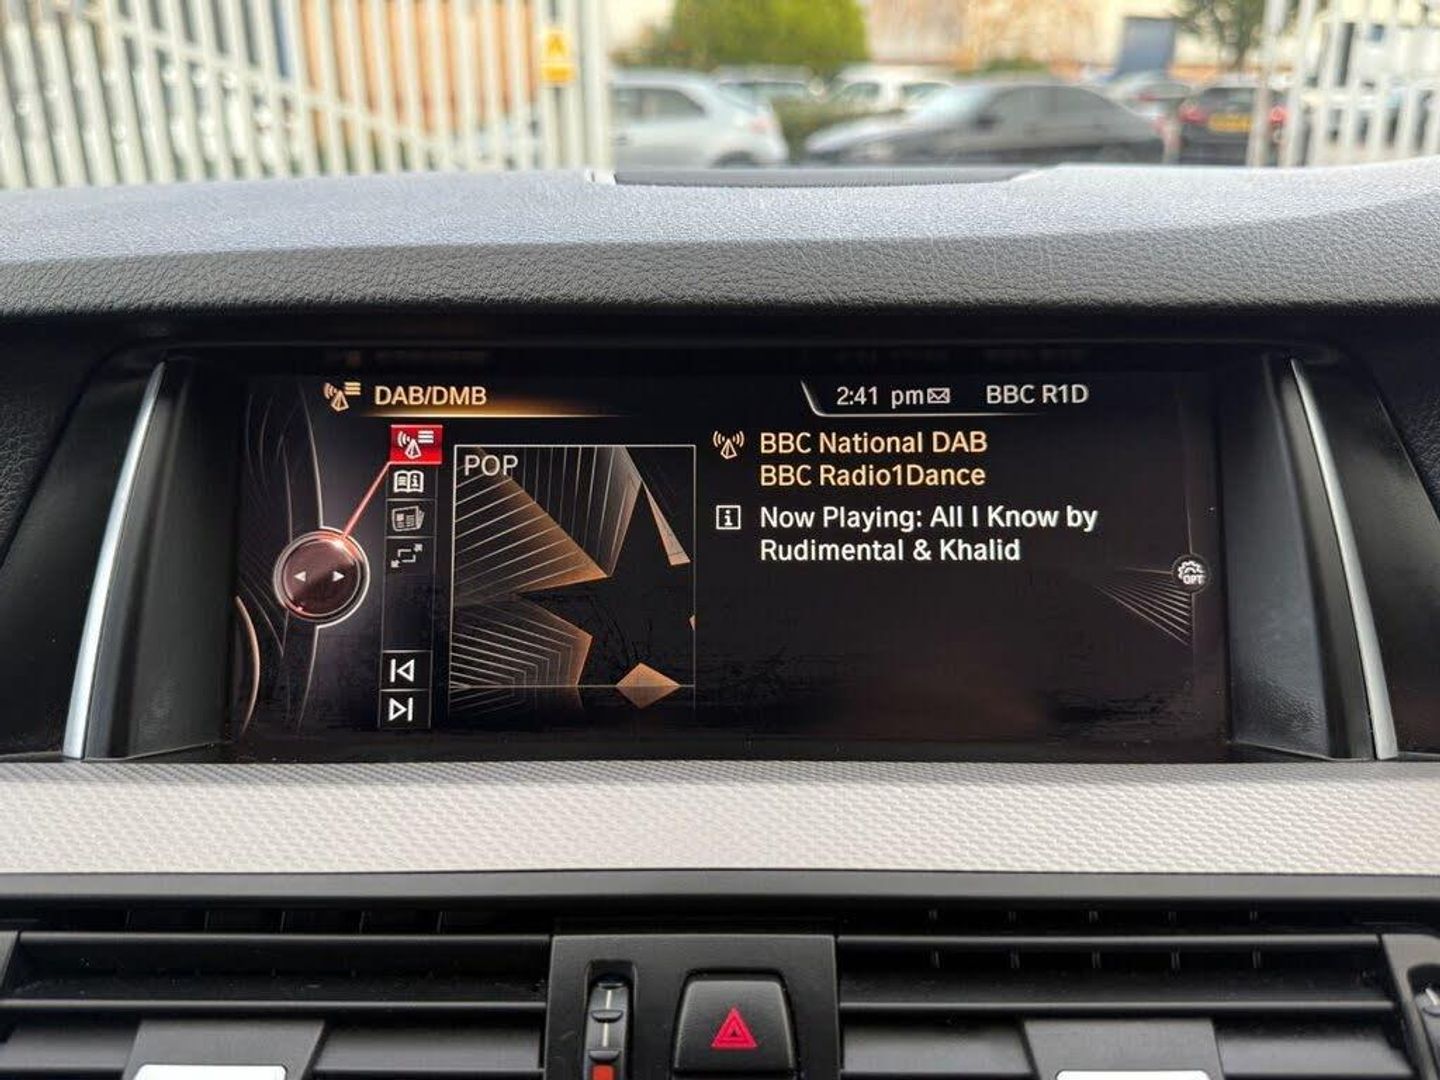 DAB/DMB
2:41 pm
BBC R1D
POP
BBC National DAB
BBC Radio1Dance
Now Playing: All I Know by
Rudimental & Khalid
OPT